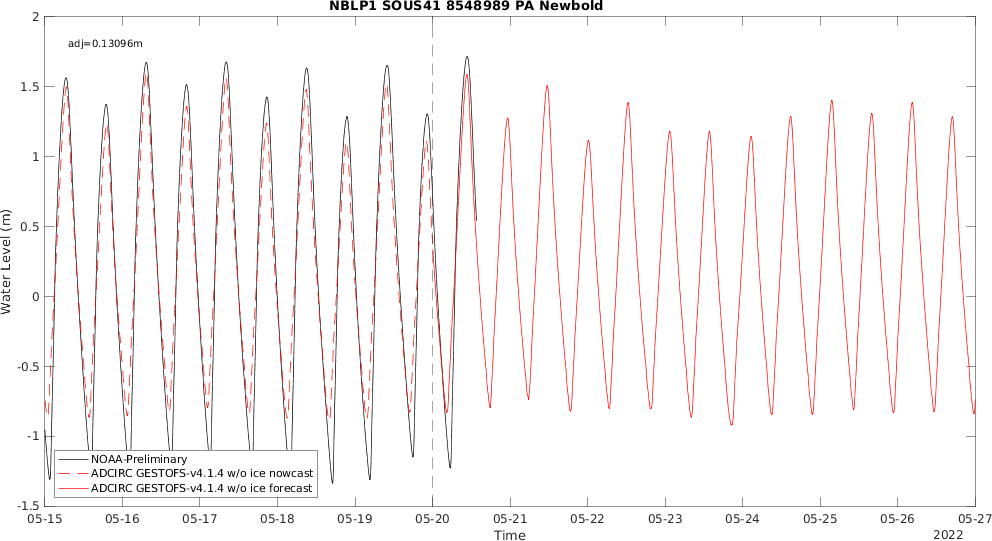 NBLP1 SOUS41 8548989 PA Newbold
adj=0.13096m
2
1.5
1
0.5
0
-0.5
-1
-1.5
Water Level (m)
NOAA-Preliminary
ADCIRC GESTOFS-v4.1.4 w/o ice nowcast
ADCIRC GESTOFS-v4.1.4 w/o ice forecast
05-15 05-16 05-17 05-18 05-19 05-20 05-21 05-22 05-23 05-24 05-25 05-26 05-27
Time
2022